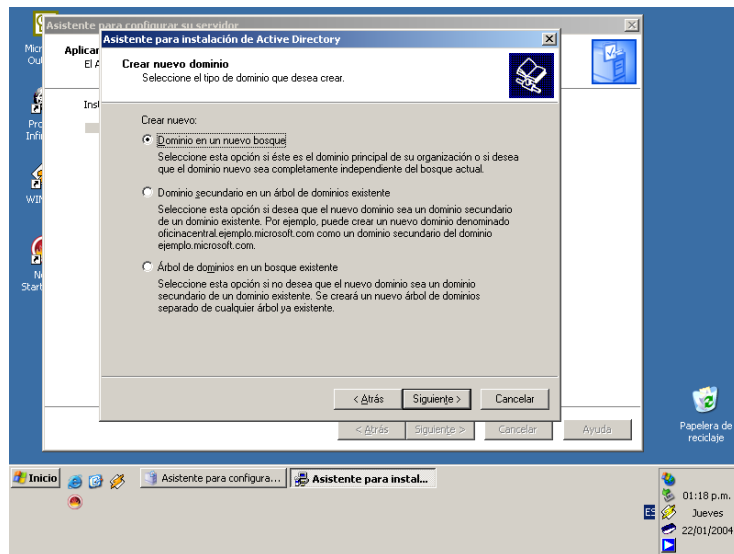 Asistente para configurar su servidor
Asistente para instalación de Active Directory
Crear nuevo dominio
Seleccione el tipo de dominio que desea crear.
Crear nuevo:
Dominio en un nuevo bosque
Seleccione esta opción si éste es el dominio principal de su organización o si desea
que el dominio nuevo sea completamente independiente del bosque actual.
Dominio secundario en un árbol de dominios existente
Seleccione esta opción si desea que el nuevo dominio sea un dominio secundario
de un dominio existente. Por ejemplo, puede crear un nuevo dominio denominado
oficinacentral.ejemplo.microsoft.com como un dominio secundario del dominio
ejemplo.microsoft.com.
Árbol de dominios en un bosque existente
Seleccione esta opción si no desea que el nuevo dominio sea un dominio
secundario de un dominio existente. Se creará un nuevo árbol de dominios
separado de cualquier árbol ya existente.
< Atrás Siguiente > Cancelar
< Atrás Siguiente > Cancelar Ayuda
Papelera de
reciclaje
Inicio
Asistente para configura...
Asistente para instal...
01:18 p.m.
ES
Jueves
22/01/2004